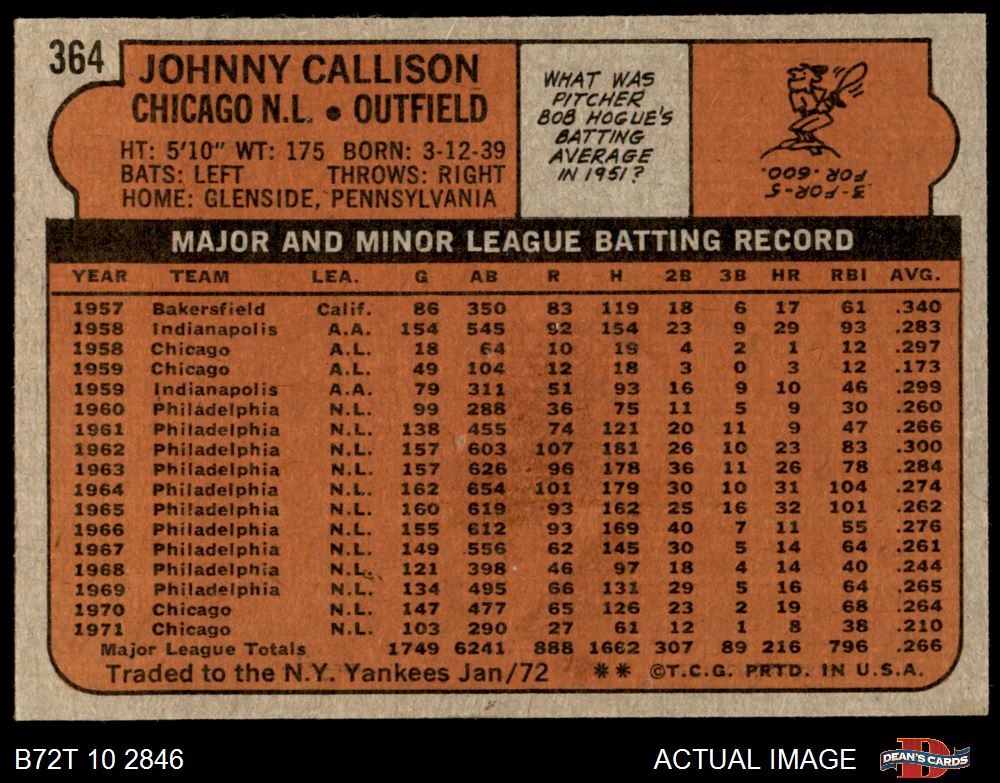 364
JOHNNY CALLISON
CHICAGO N.L. • OUTFIELD
HT: 5'10" WT: 175 BORN: 3-12-39
BATS: LEFT THROWS: RIGHT
HOME: GLENSIDE, PENNSYLVANIA
WHAT WAS
PITCHER
BOB HOGUE'S
BATTING
AVERAGE
IN 1951?
3-FOR-5
FOR .600.
MAJOR AND MINOR LEAGUE BATTING RECORD
YEAR TEAM LEA. G AB R H 2B 3B HR RBI AVG.
1957 Bakersfield Calif. 86 350 83 119 18 6 17 61 .340
1958 Indianapolis A.A. 154 545 92 154 23 9 29 93 .283
1958 Chicago A.L. 18 64 10 19 4 2 1 12 .297
1959 Chicago A.L. 49 104 12 18 3 0 3 12 .173
1959 Indianapolis A.A. 79 311 51 93 16 9 10 46 .299
1960 Philadelphia N.L. 99 288 36 75 11 5 9 30 .260
1961 Philadelphia N.L. 138 455 74 121 20 11 9 47 .266
1962 Philadelphia N.L. 157 603 107 181 26 10 23 83 .300
1963 Philadelphia N.L. 157 626 96 178 36 11 26 78 .284
1964 Philadelphia N.L. 162 654 101 179 30 10 31 104 .274
1965 Philadelphia N.L. 160 619 93 162 25 16 32 101 .262
1966 Philadelphia N.L. 155 612 93 169 40 7 11 55 .276
1967 Philadelphia N.L. 149 556 62 145 30 5 14 64 .261
1968 Philadelphia N.L. 121 398 46 97 18 4 14 40 .244
1969 Philadelphia N.L. 134 495 66 131 29 5 16 64 .265
1970 Chicago N.L. 147 477 65 126 23 2 19 68 .264
1971 Chicago N.L. 103 290 27 61 12 1 8 38 .210
Major League Totals 1749 6241 888 1662 307 89 216 796 .266
Traded to the N.Y. Yankees Jan/72 ** ©T.C.G. PRTD. IN U.S.A.
B72T 10 2846 ACTUAL IMAGE DEAN'S CARDS